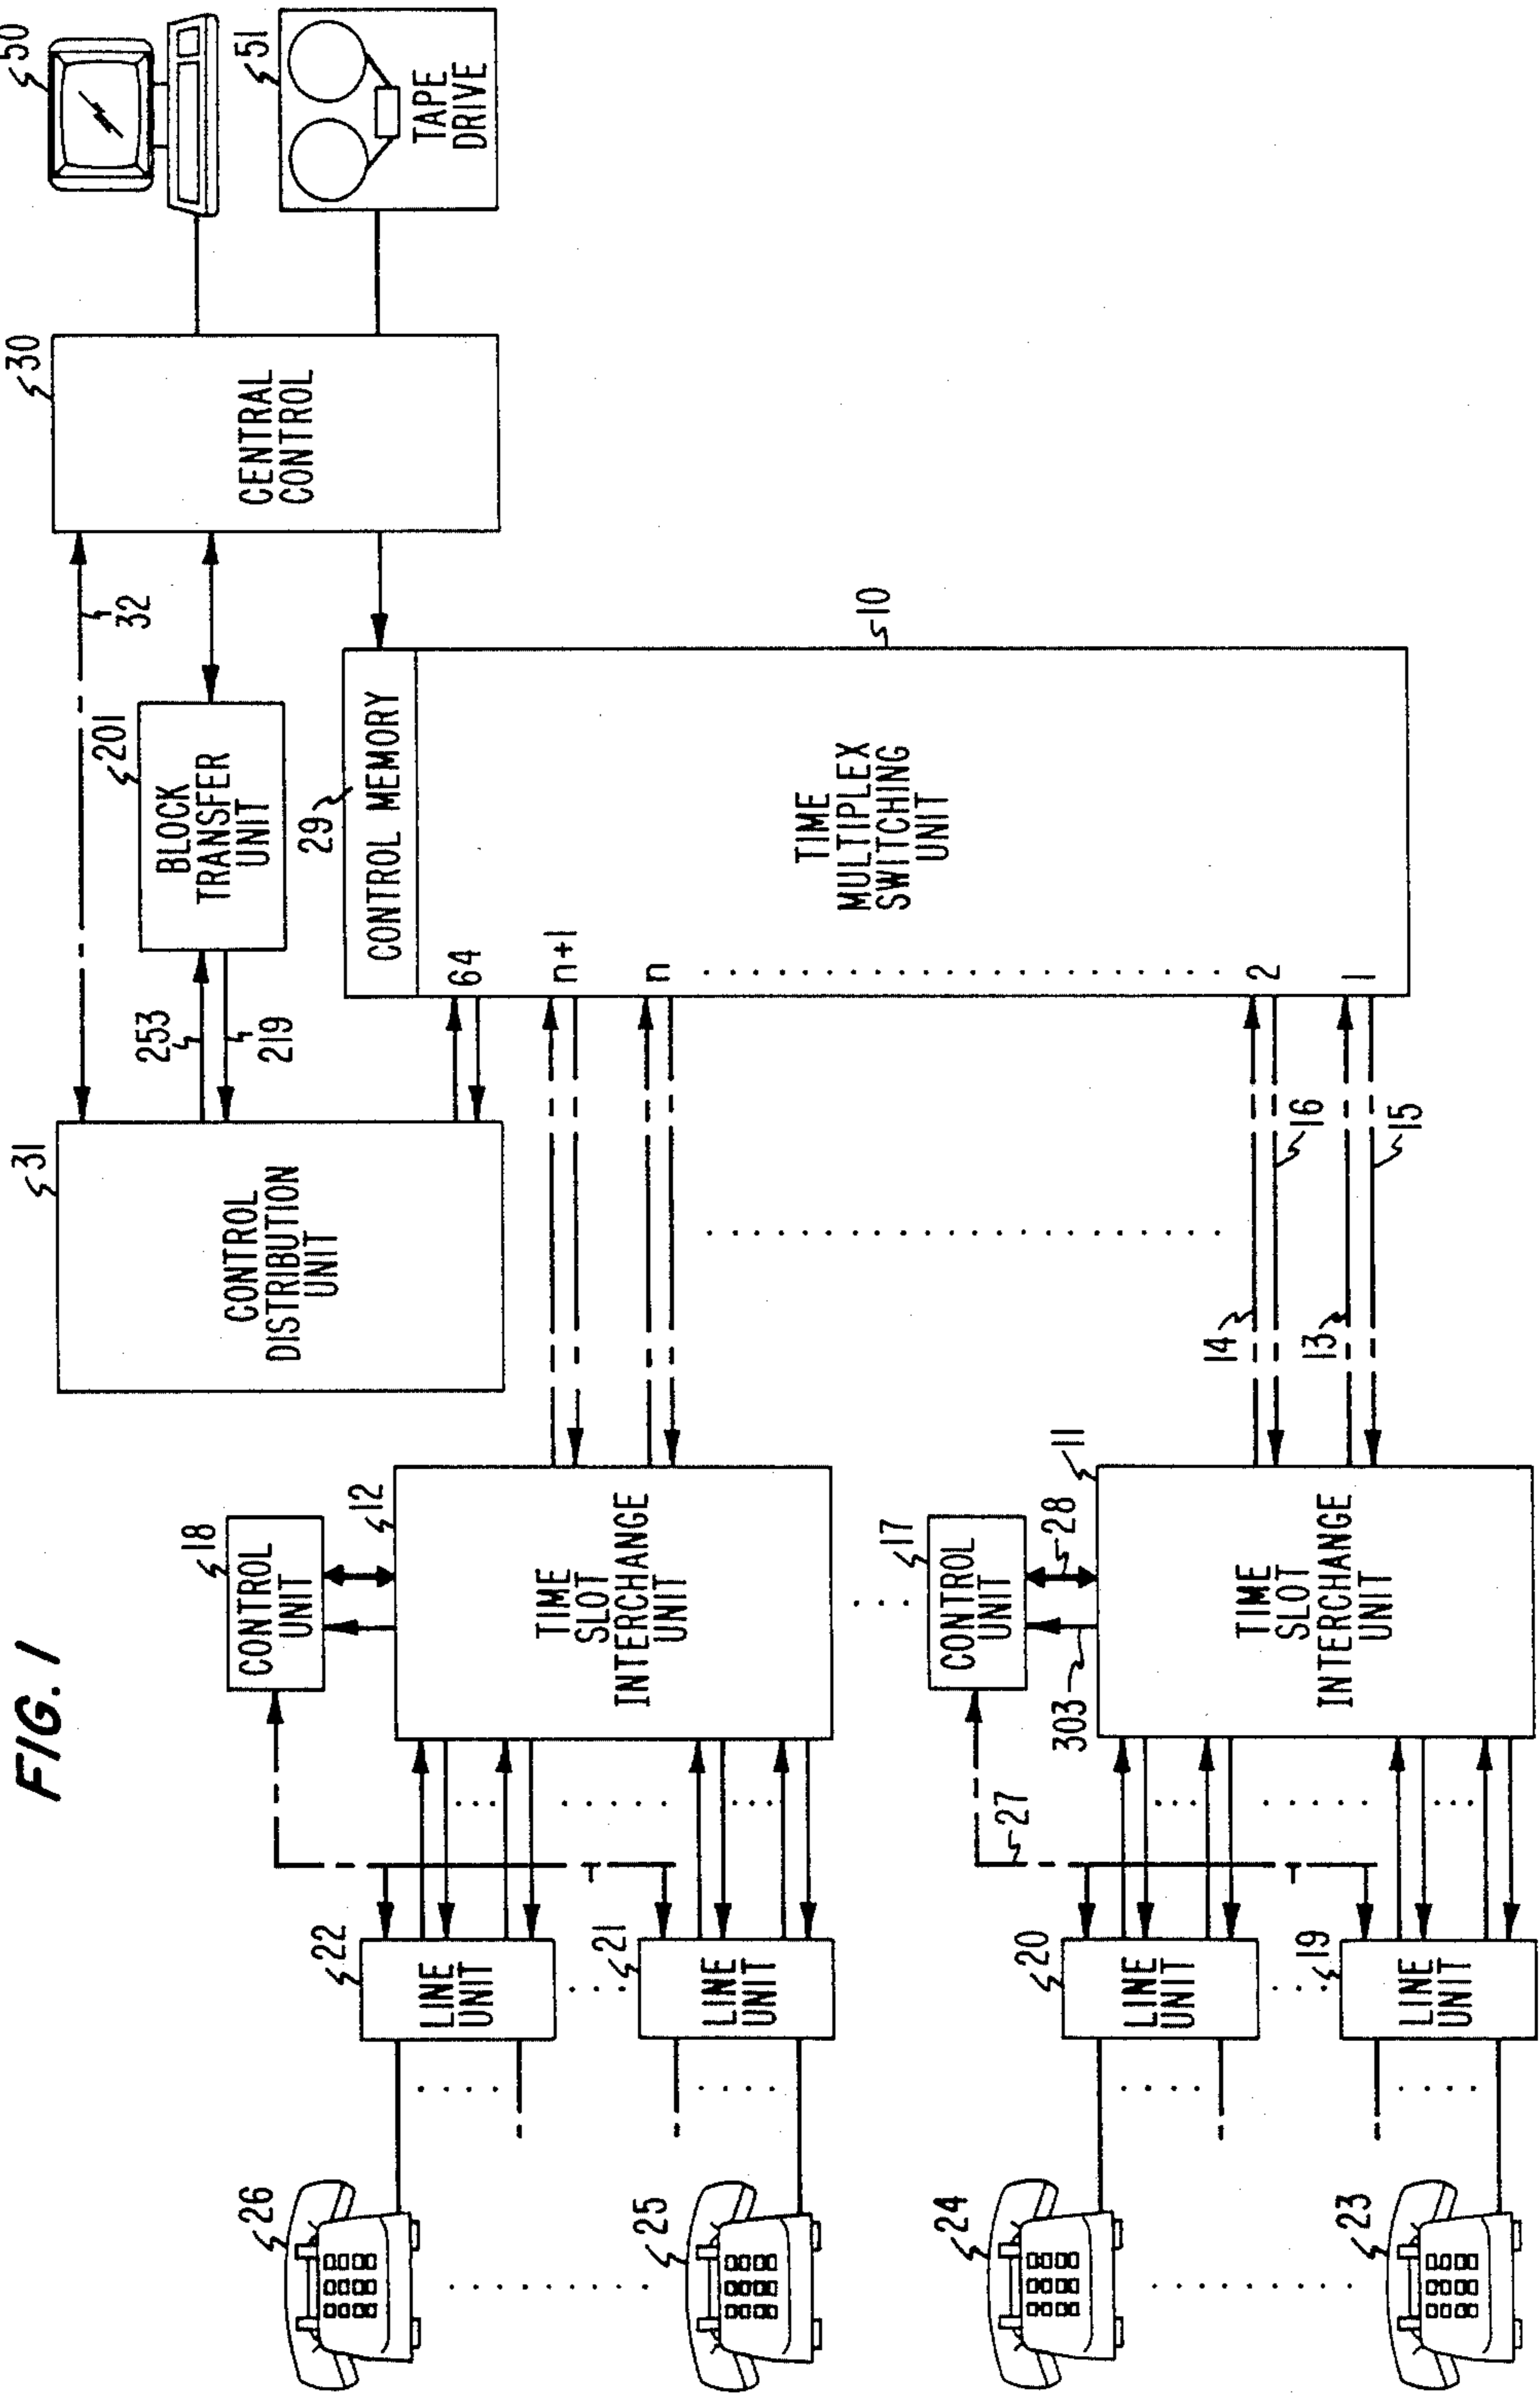 FIG. 1
50
51
TAPE
DRIVE
30
CENTRAL
CONTROL
32
201
BLOCK
TRANSFER
UNIT
253
219
31
CONTROL
DISTRIBUTION
UNIT
29
CONTROL MEMORY
10
TIME
MULTIPLEX
SWITCHING
UNIT
64
n+1
n
2
1
14
16
13
15
18
CONTROL
UNIT
12
TIME
SLOT
INTERCHANGE
UNIT
17
CONTROL
UNIT
28
303
11
TIME
SLOT
INTERCHANGE
UNIT
27
22
LINE
UNIT
21
LINE
UNIT
20
LINE
UNIT
19
LINE
UNIT
26
25
24
23